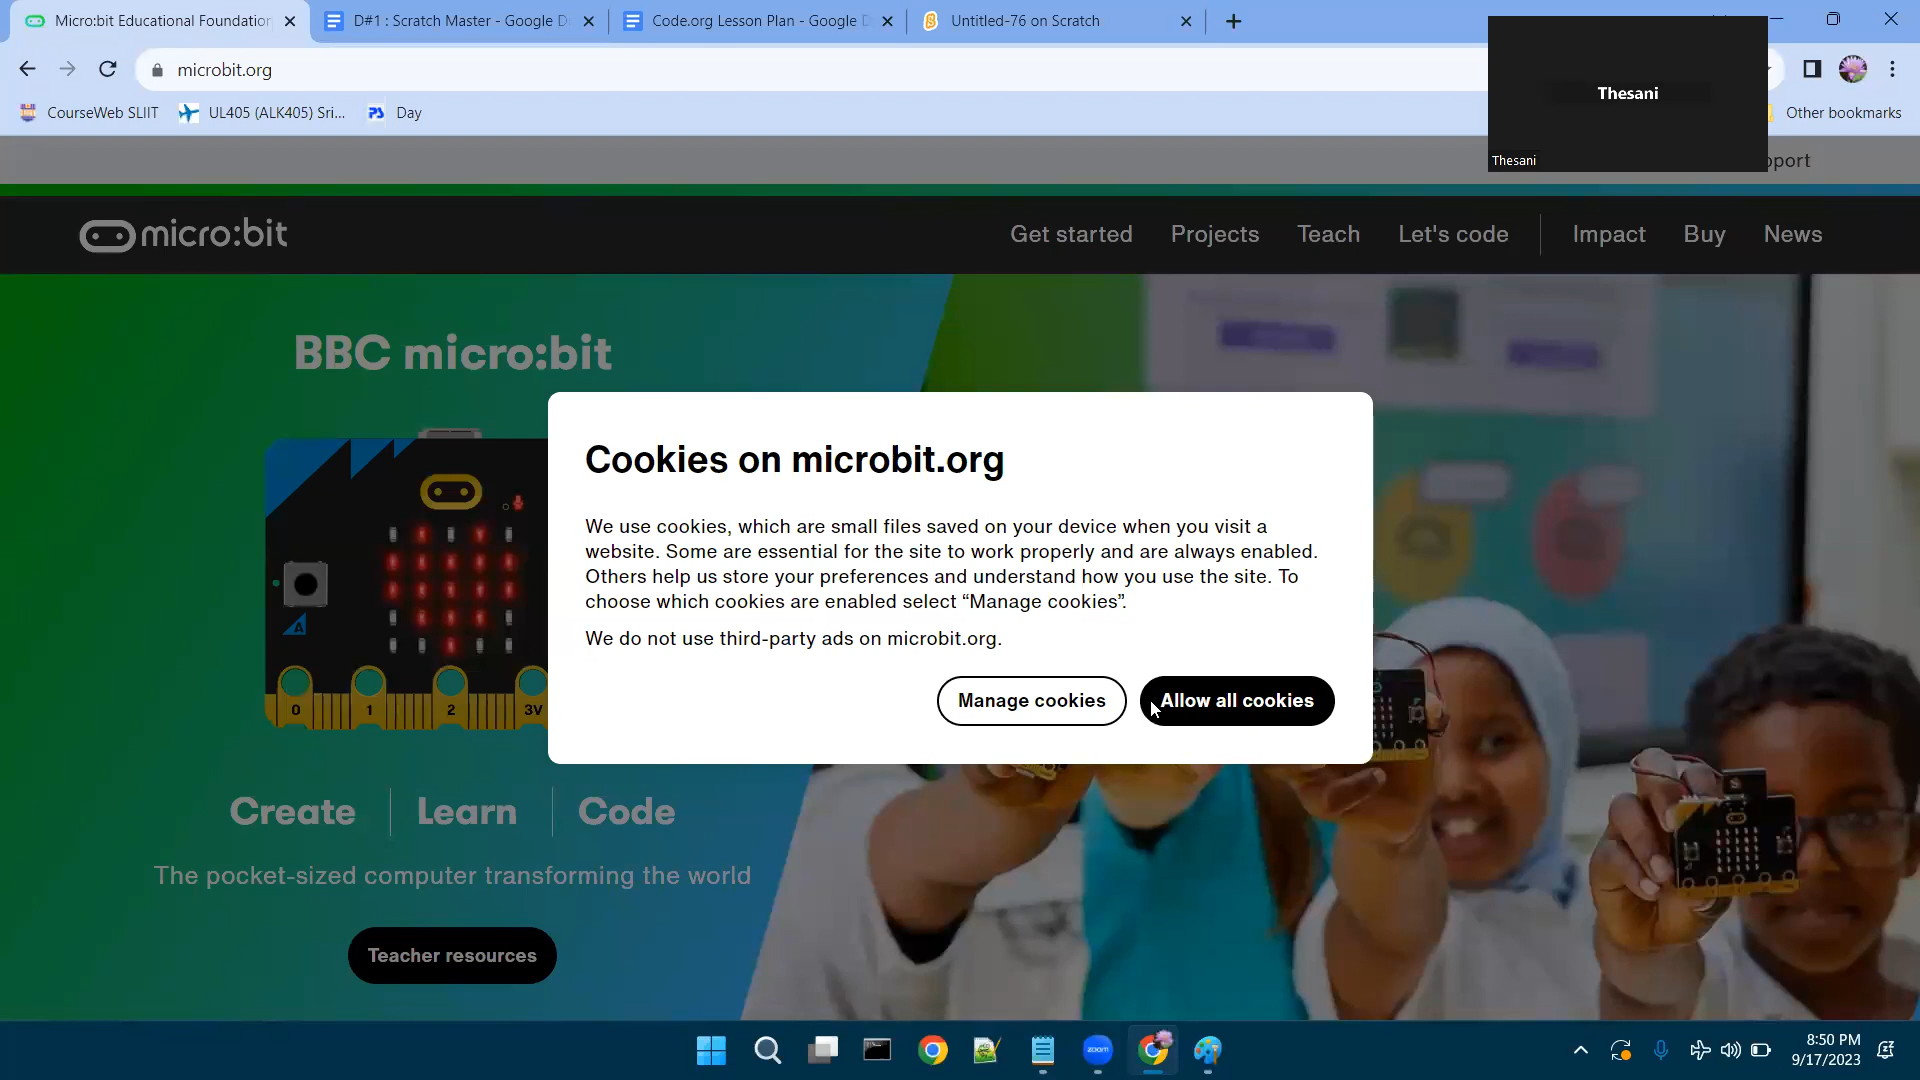 Micro:bit Educational Foundation
D#1 : Scratch Master - Google D
Code.org Lesson Plan - Google D
Untitled-76 on Scratch
microbit.org
CourseWeb SLIIT
UL405 (ALK405) Sri...
Day
Other bookmarks
Thesani
Thesani
pport
micro:bit
Get started
Projects
Teach
Let's code
Impact
Buy
News
BBC micro:bit
Cookies on microbit.org
We use cookies, which are small files saved on your device when you visit a
website. Some are essential for the site to work properly and are always enabled.
Others help us store your preferences and understand how you use the site. To
choose which cookies are enabled select “Manage cookies”.
We do not use third-party ads on microbit.org.
Manage cookies
Allow all cookies
A
0 1 2 3V
Create
Learn
Code
The pocket-sized computer transforming the world
Teacher resources
zoom
8:50 PM
9/17/2023